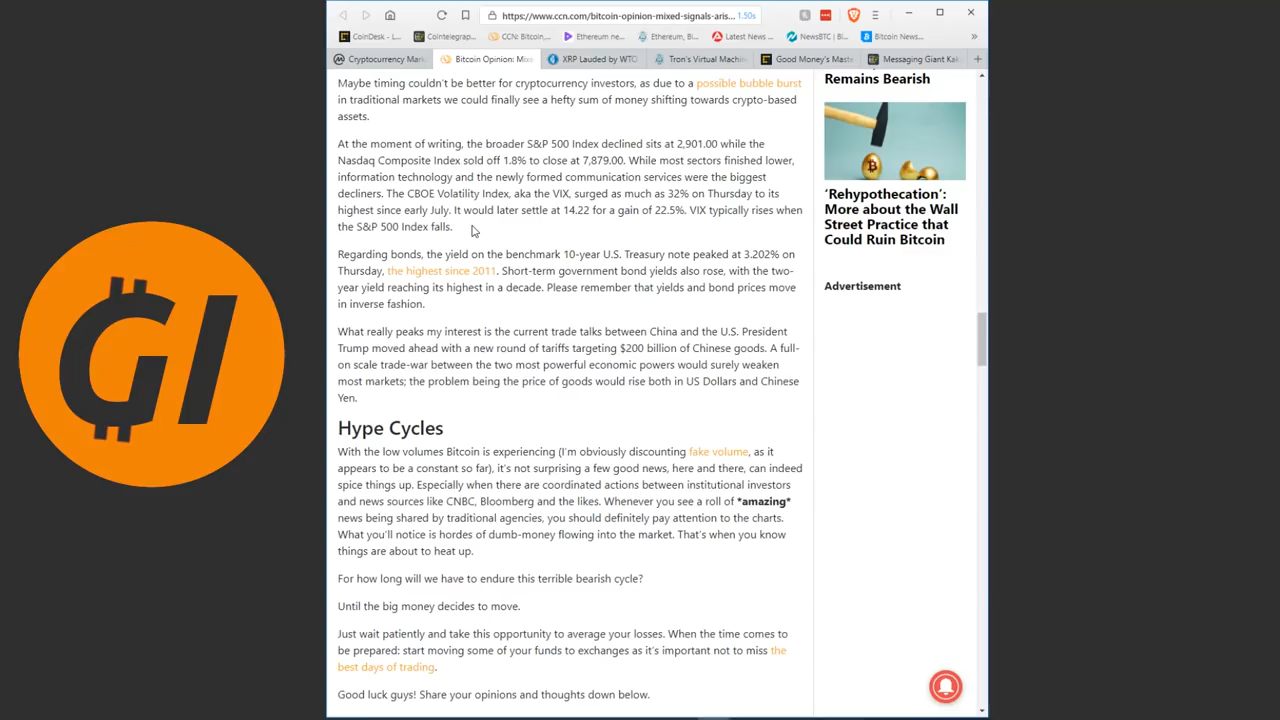 https://www.ccn.com/bitcoin-opinion-mixed-signals-aris... 1.50s
CoinDesk - L...
Cointelegrap...
CCN: Bitcoin,...
Ethereum ne...
Ethereum, Bi...
Latest News ...
NewsBTC | Bi...
Bitcoin News...
Cryptocurrency Mark
Bitcoin Opinion: Mixe
XRP Lauded by WTO
Tron's Virtual Machin
Good Money's Maste
Messaging Giant Kak
Maybe timing couldn't be better for cryptocurrency investors, as due to a possible bubble burst
in traditional markets we could finally see a hefty sum of money shifting towards crypto-based
assets.
At the moment of writing, the broader S&P 500 Index declined sits at 2,901.00 while the
Nasdaq Composite Index sold off 1.8% to close at 7,879.00. While most sectors finished lower,
information technology and the newly formed communication services were the biggest
decliners. The CBOE Volatility Index, aka the VIX, surged as much as 32% on Thursday to its
highest since early July. It would later settle at 14.22 for a gain of 22.5%. VIX typically rises when
the S&P 500 Index falls.
Regarding bonds, the yield on the benchmark 10-year U.S. Treasury note peaked at 3.202% on
Thursday, the highest since 2011. Short-term government bond yields also rose, with the two-
year yield reaching its highest in a decade. Please remember that yields and bond prices move
in inverse fashion.
What really peaks my interest is the current trade talks between China and the U.S. President
Trump moved ahead with a new round of tariffs targeting $200 billion of Chinese goods. A full-
on scale trade-war between the two most powerful economic powers would surely weaken
most markets; the problem being the price of goods would rise both in US Dollars and Chinese
Yen.
Hype Cycles
With the low volumes Bitcoin is experiencing (I'm obviously discounting fake volume, as it
appears to be a constant so far), it's not surprising a few good news, here and there, can indeed
spice things up. Especially when there are coordinated actions between institutional investors
and news sources like CNBC, Bloomberg and the likes. Whenever you see a roll of *amazing*
news being shared by traditional agencies, you should definitely pay attention to the charts.
What you'll notice is hordes of dumb-money flowing into the market. That's when you know
things are about to heat up.
For how long will we have to endure this terrible bearish cycle?
Until the big money decides to move.
Just wait patiently and take this opportunity to average your losses. When the time comes to
be prepared: start moving some of your funds to exchanges as it's important not to miss the
best days of trading.
Good luck guys! Share your opinions and thoughts down below.
Remains Bearish
'Rehypothecation':
More about the Wall
Street Practice that
Could Ruin Bitcoin
Advertisement
GI